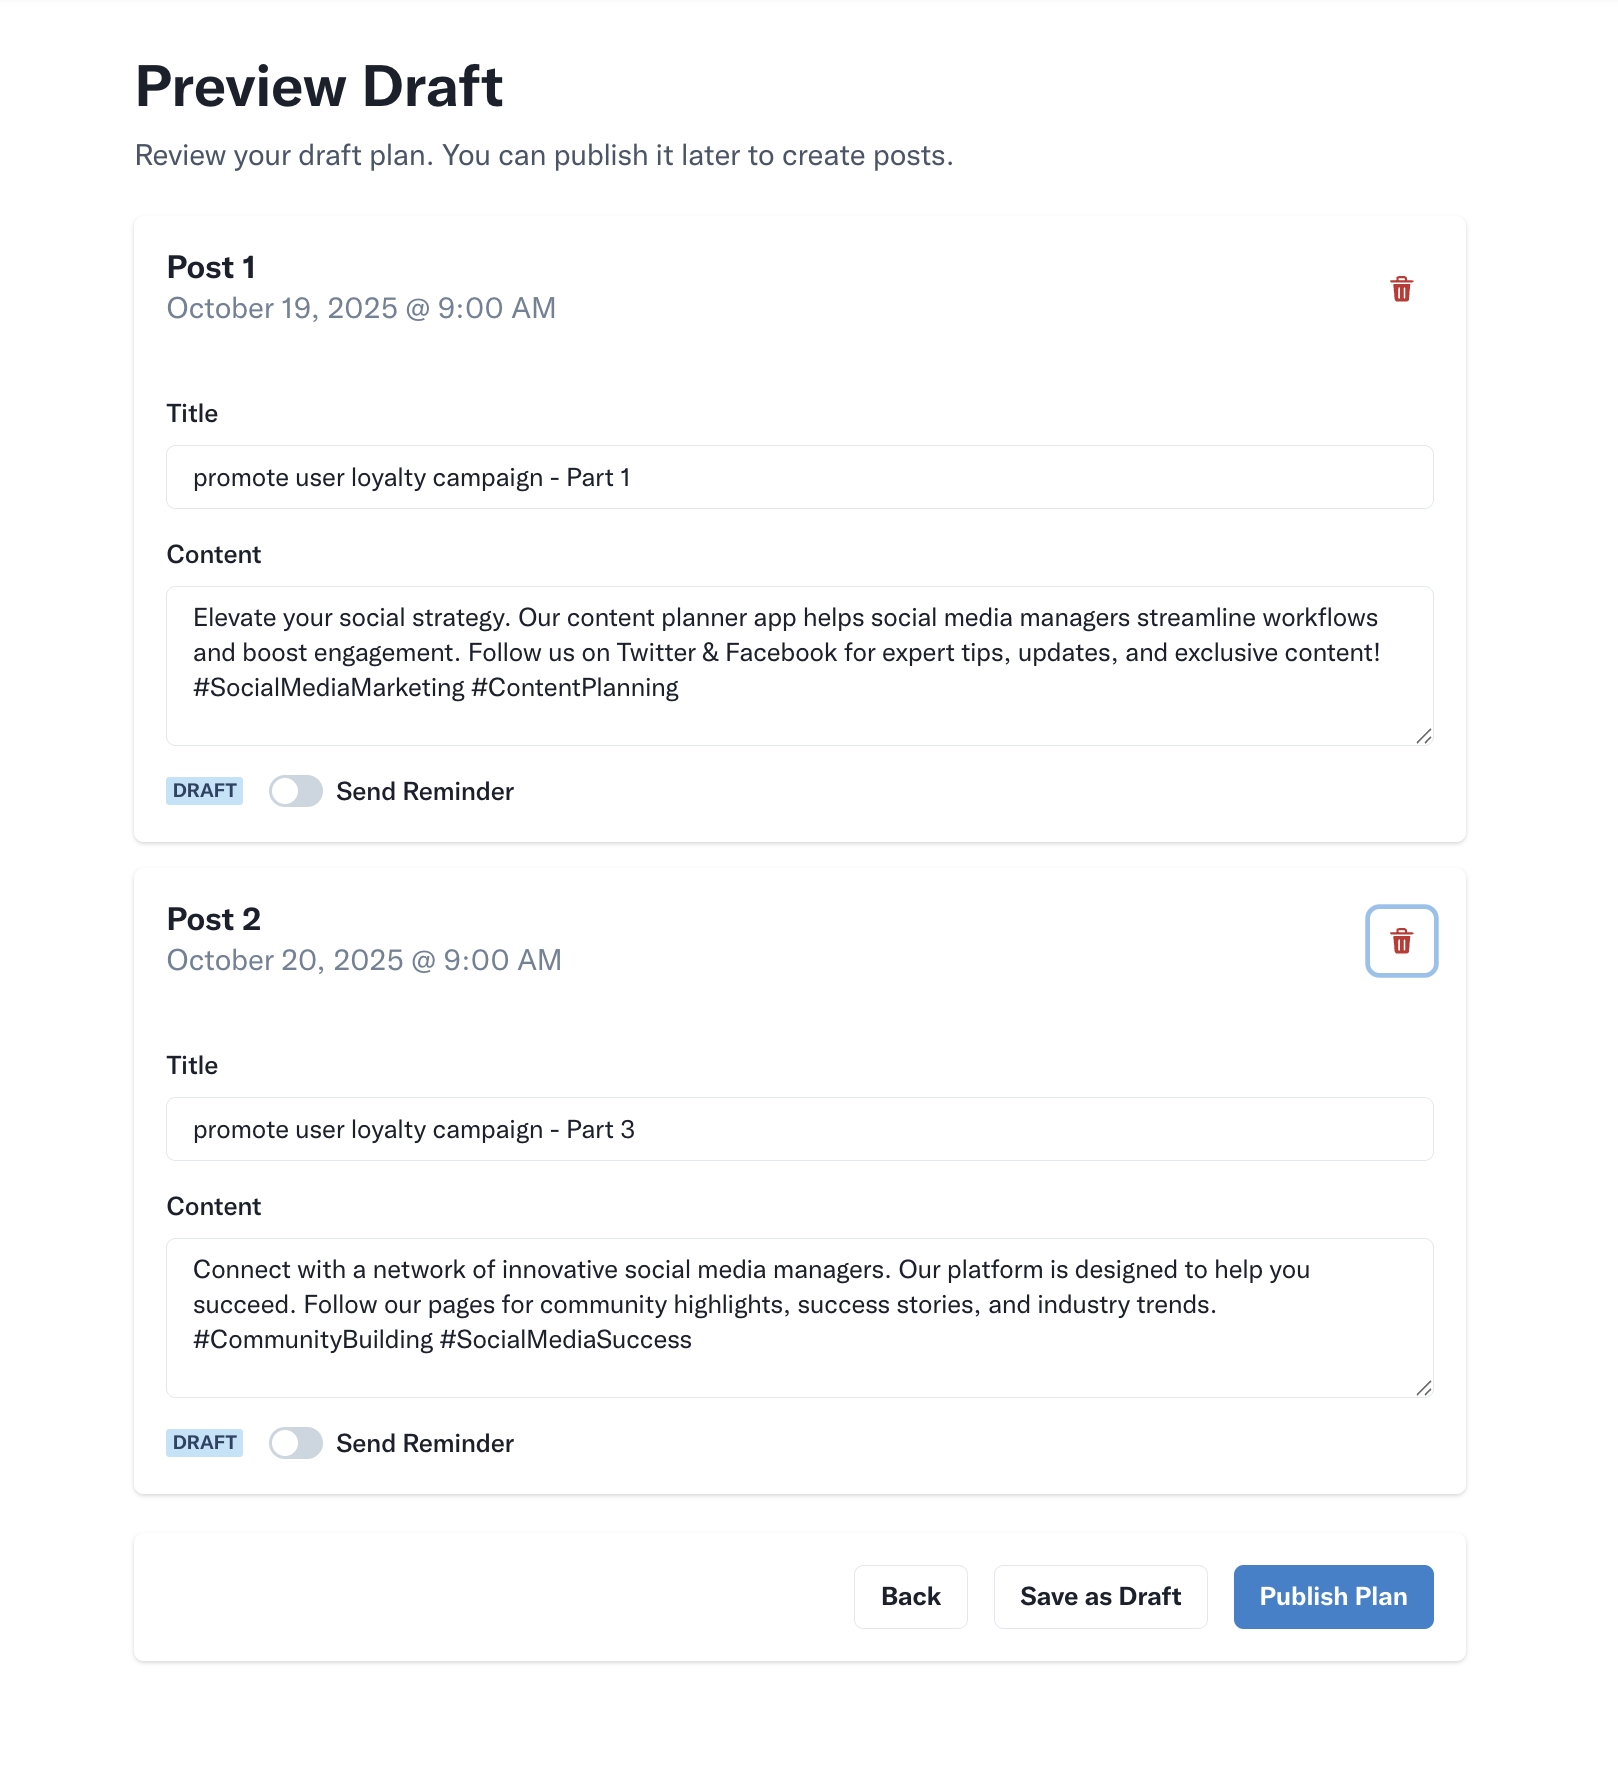 Preview Draft
Review your draft plan. You can publish it later to create posts.
Post 1
October 19, 2025 @ 9:00 AM
Title
promote user loyalty campaign - Part 1
Content
Elevate your social strategy. Our content planner app helps social media managers streamline workflows
and boost engagement. Follow us on Twitter & Facebook for expert tips, updates, and exclusive content!
#SocialMediaMarketing #ContentPlanning
DRAFT Send Reminder
Post 2
October 20, 2025 @ 9:00 AM
Title
promote user loyalty campaign - Part 3
Content
Connect with a network of innovative social media managers. Our platform is designed to help you
succeed. Follow our pages for community highlights, success stories, and industry trends.
#CommunityBuilding #SocialMediaSuccess
DRAFT Send Reminder
Back Save as Draft Publish Plan